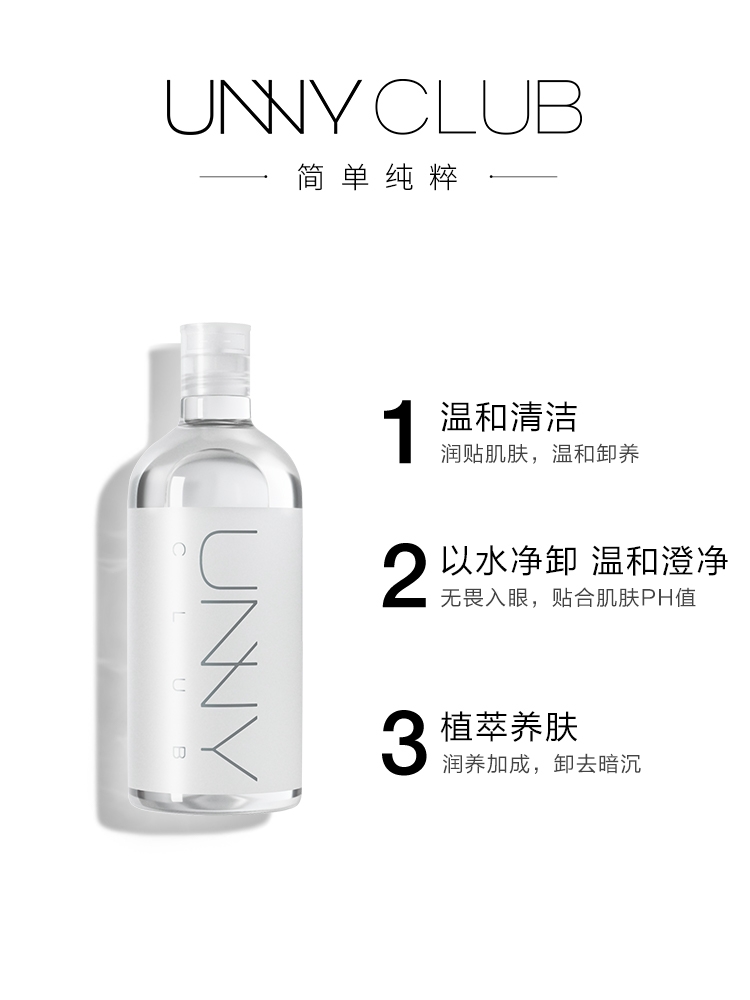 UNNY CLUB
简单纯粹
1 温和清洁
润贴肌肤，温和卸养
UNNY
CLUB
2 以水净卸 温和澄净
无畏入眼，贴合肌肤PH值
3 植萃养肤
润养加成，卸去暗沉